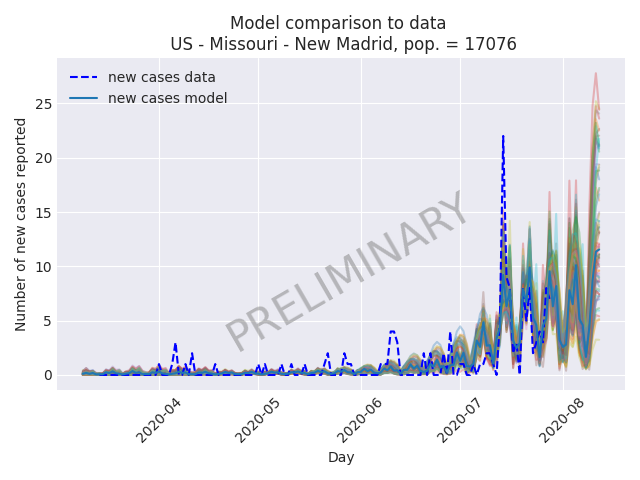 Model comparison to data
US - Missouri - New Madrid, pop. = 17076
new cases data
new cases model
Number of new cases reported
25
20
15
10
5
0
PRELIMINARY
2020-04
2020-05
2020-06
2020-07
2020-08
Day